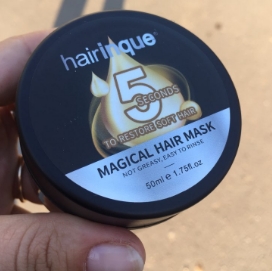 hairinque®
5
SECONDS
TO RESTORE SOFT HAIR
MAGICAL HAIR MASK
NOT GREASY, EASY TO RINSE
50ml e 1.75fl.oz